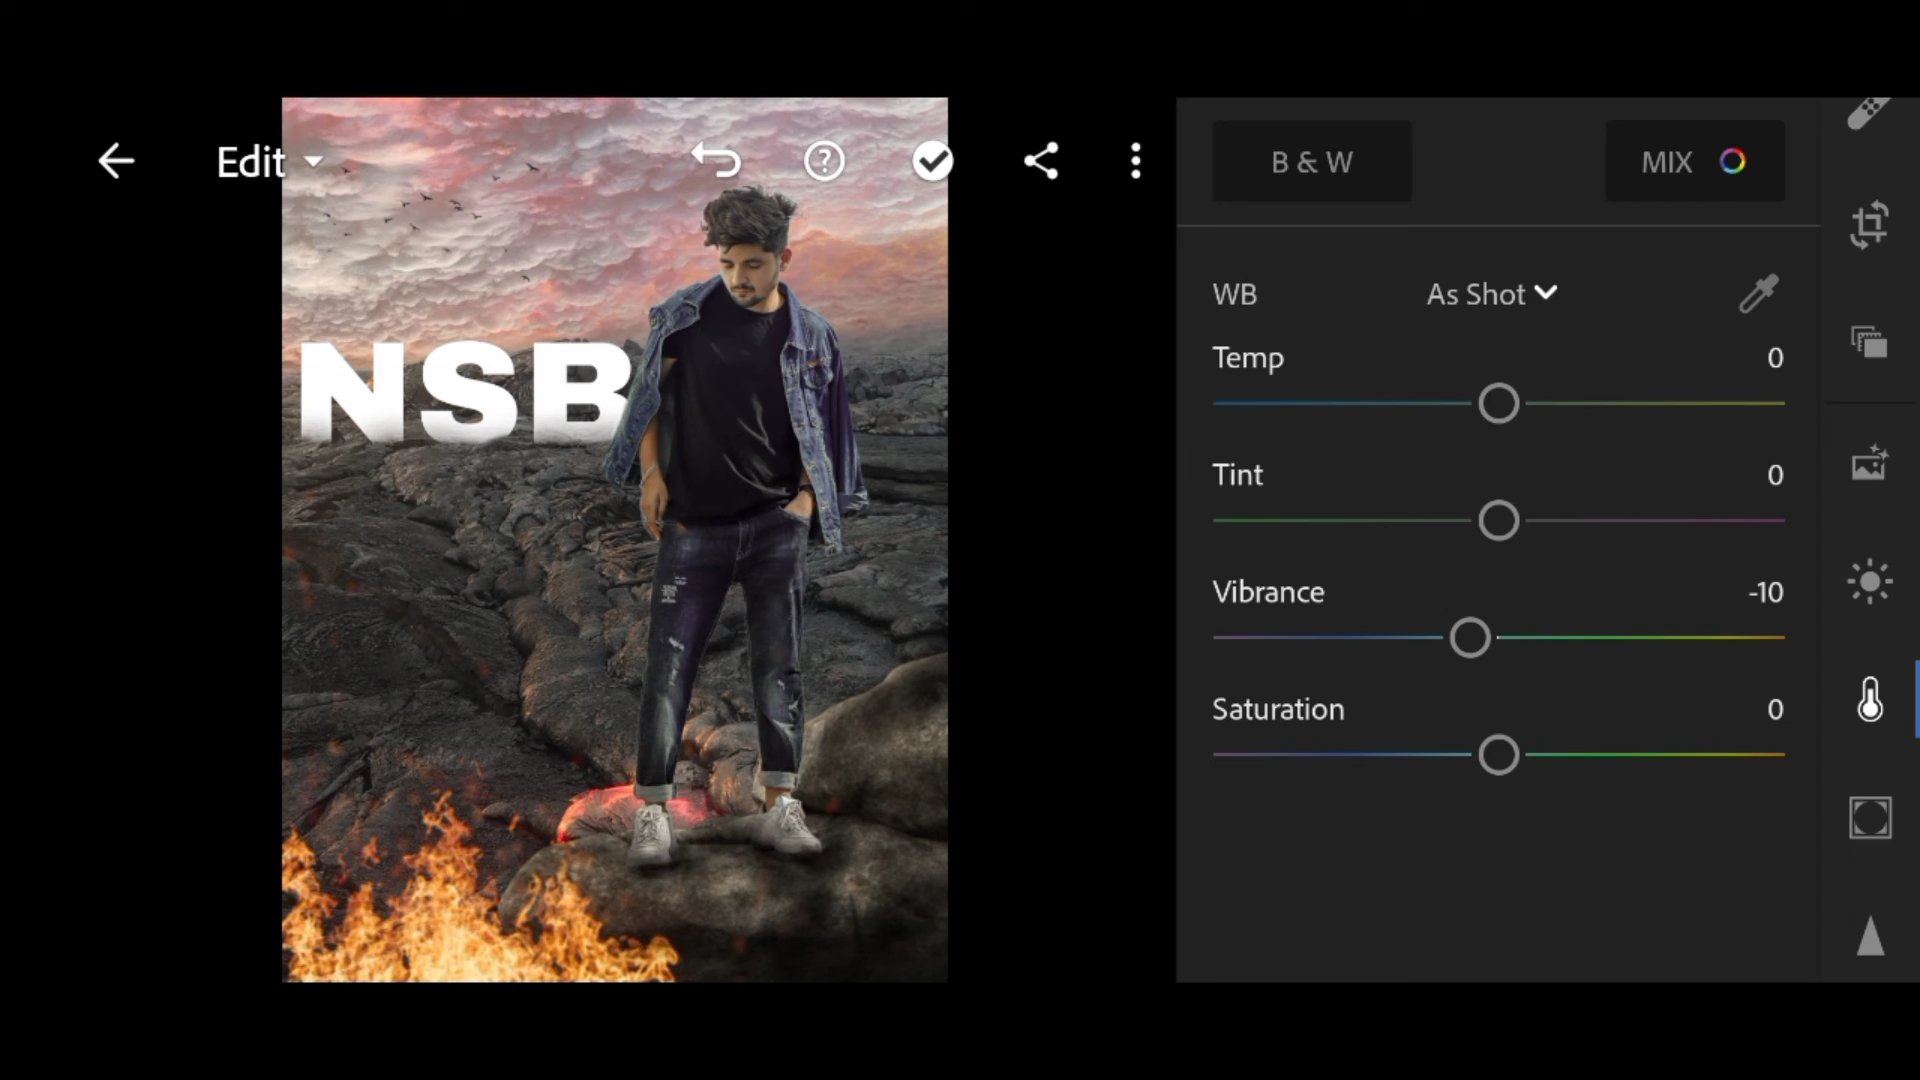 Edit
B & W
MIX
NSB
WB
As Shot
Temp
0
Tint
0
Vibrance
-10
Saturation
0